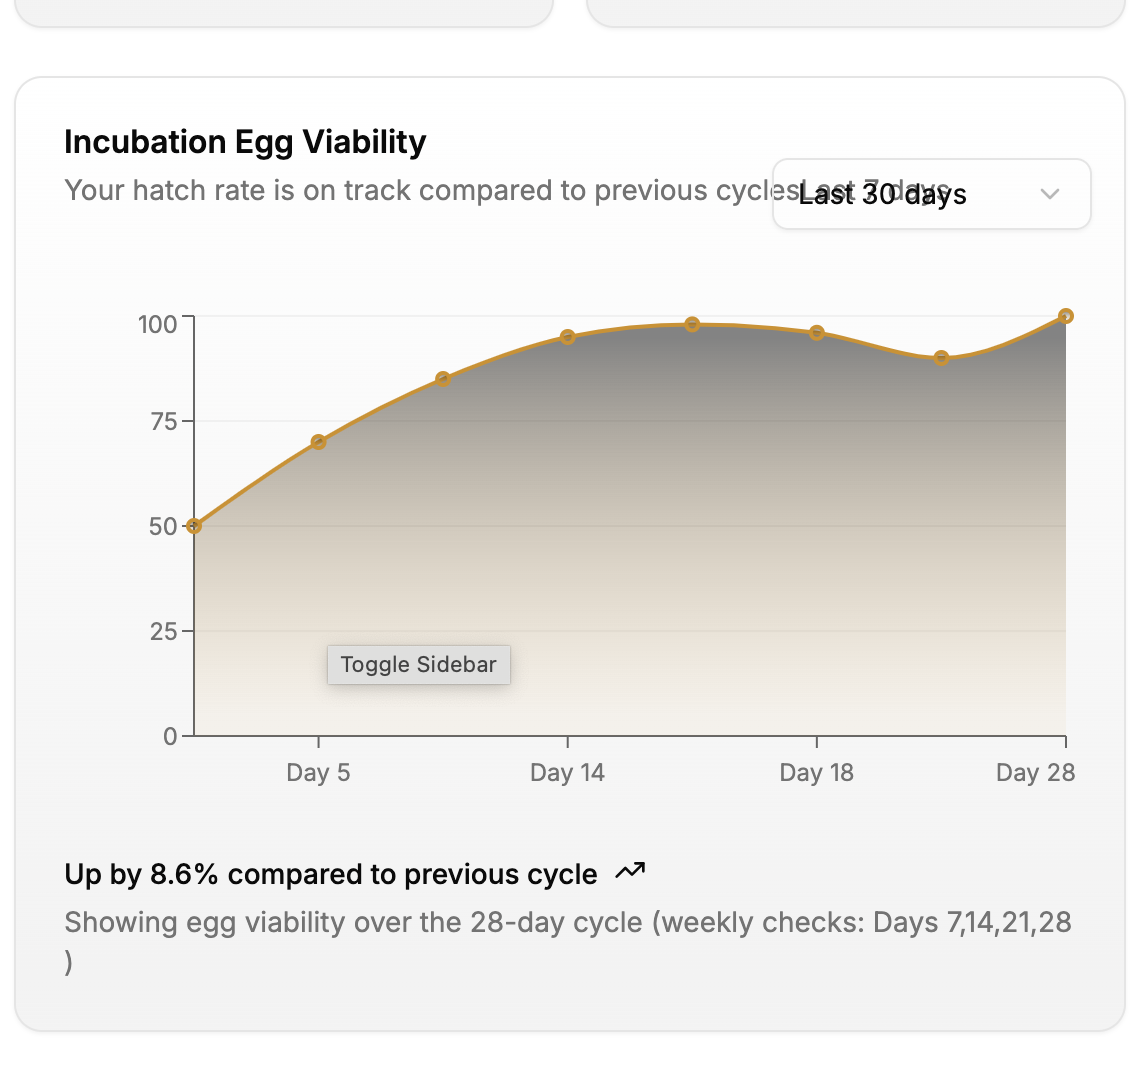 Incubation Egg Viability
Your hatch rate is on track compared to previous cyclesLast 7 days
Last 30 days
100
75
50
25
0
Toggle Sidebar
Day 5
Day 14
Day 18
Day 28
Up by 8.6% compared to previous cycle
Showing egg viability over the 28-day cycle (weekly checks: Days 7,14,21,28
)